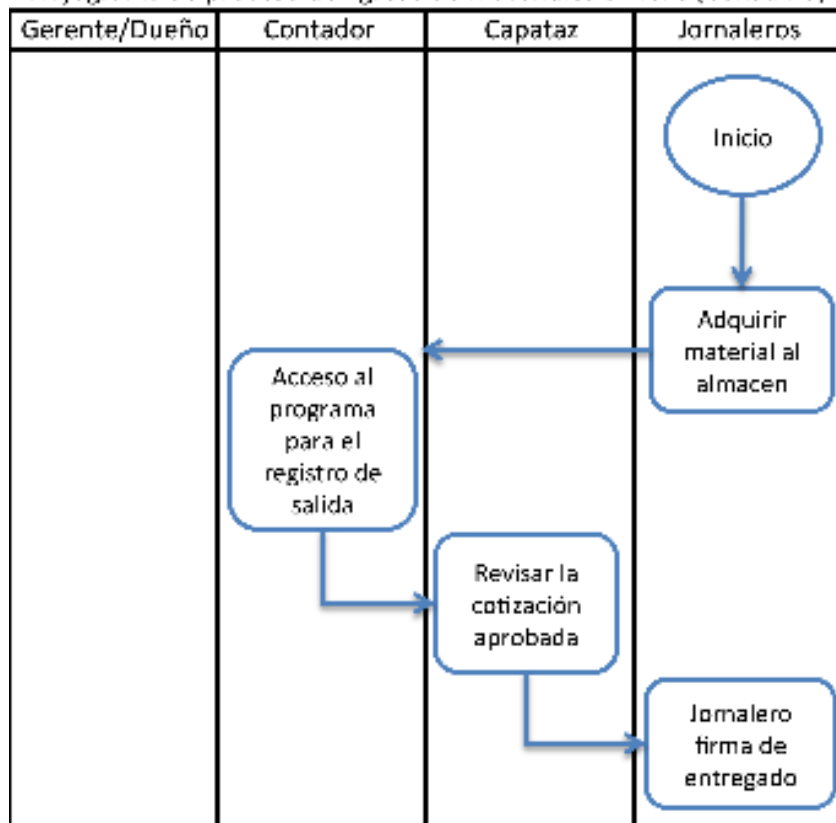 Gerente/Dueño
Contador
Capataz
Jornaleros
Inicio
Adquirir
material al
almacen
Acceso al
programa
para el
registro de
salida
Revisar la
cotización
aprobada
Jornalero
firma de
entregado